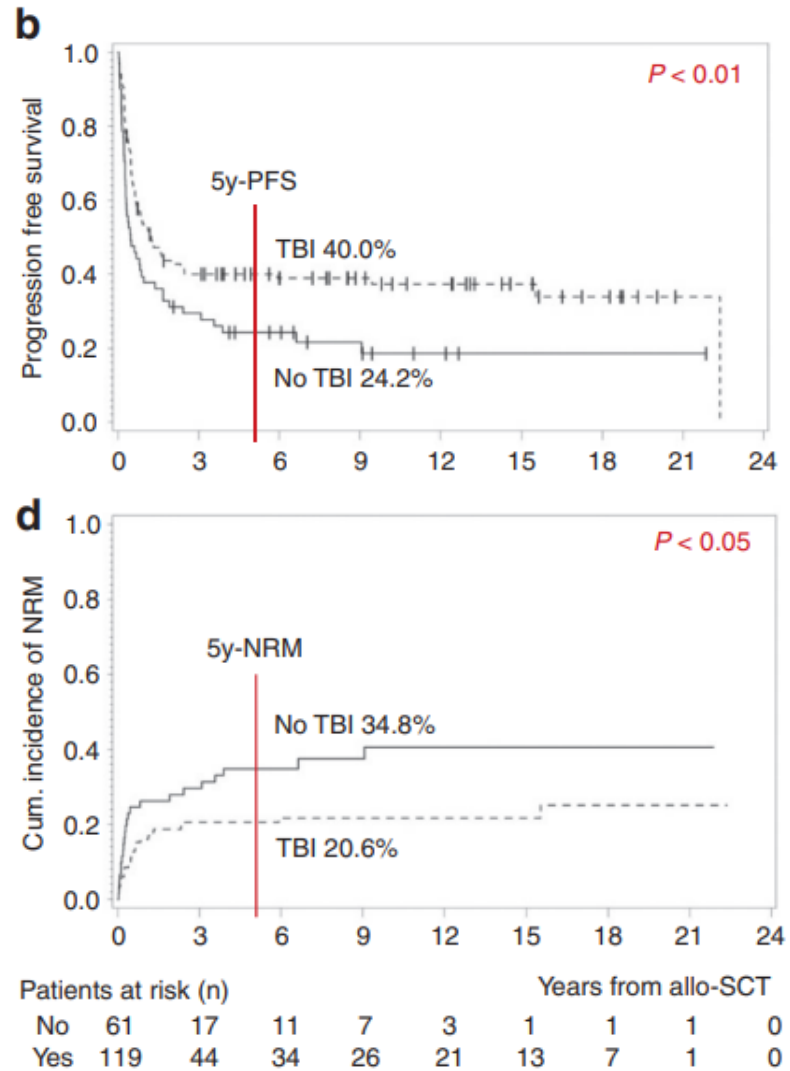 b
P < 0.01
Progression free survival
1.0
0.8
0.6
0.4
0.2
0.0
5y-PFS
TBI 40.0%
No TBI 24.2%
0 3 6 9 12 15 18 21 24
d
P < 0.05
Cum. incidence of NRM
1.0
0.8
0.6
0.4
0.2
0.0
5y-NRM
No TBI 34.8%
TBI 20.6%
0 3 6 9 12 15 18 21 24
Patients at risk (n) Years from allo-SCT
No 61 17 11 7 3 1 1 1 0
Yes 119 44 34 26 21 13 7 1 0